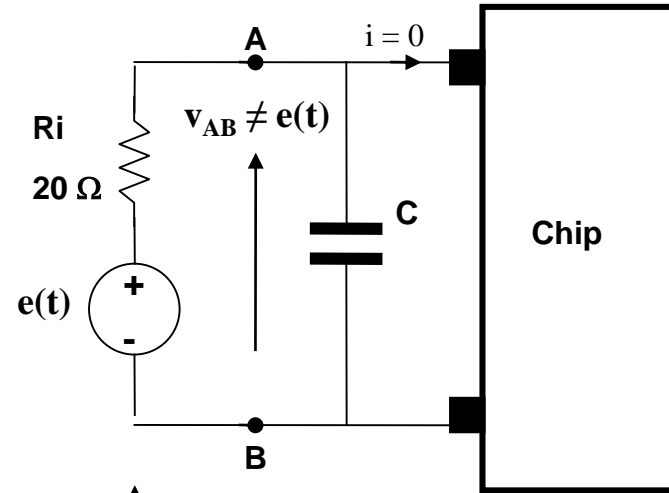 A
i = 0
Ri
20 Ω
v_AB ≠ e(t)
C
Chip
+
e(t)
-
B